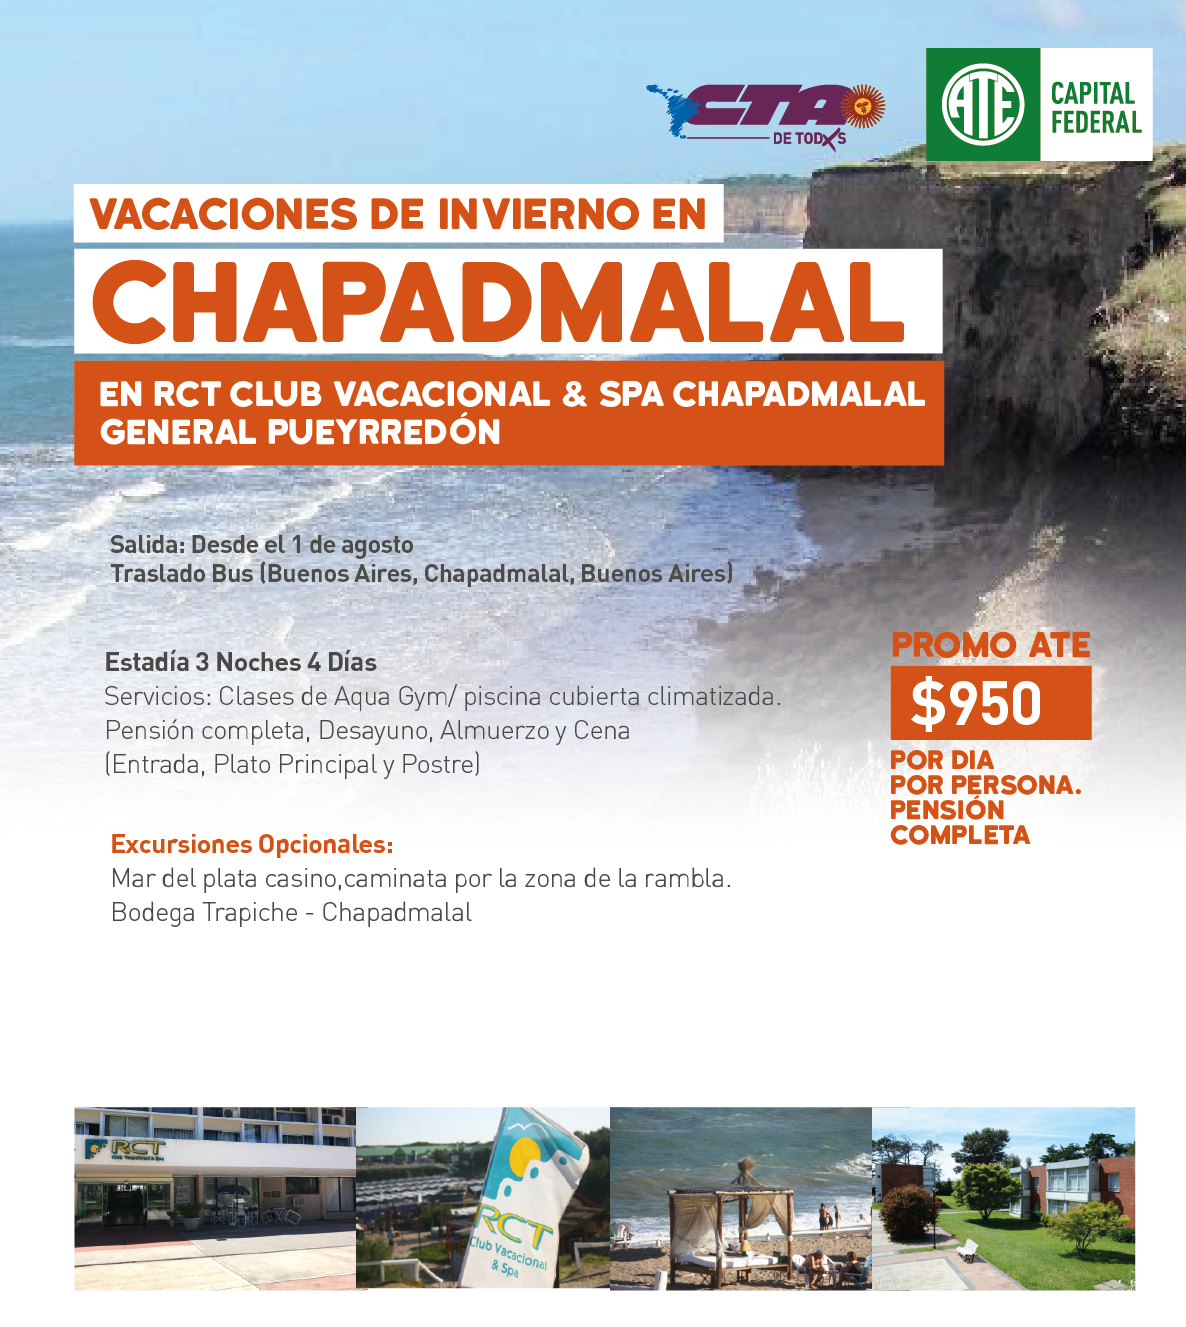 CTA
DE TODXS
ATE
CAPITAL
FEDERAL
VACACIONES DE INVIERNO EN
CHAPADMALAL
EN RCT CLUB VACACIONAL & SPA CHAPADMALAL
GENERAL PUEYRREDÓN
Salida: Desde el 1 de agosto
Traslado Bus (Buenos Aires, Chapadmalal, Buenos Aires)
Estadía 3 Noches 4 Días
Servicios: Clases de Aqua Gym/ piscina cubierta climatizada.
Pensión completa, Desayuno, Almuerzo y Cena
(Entrada, Plato Principal y Postre)
PROMO ATE
$950
POR DIA
POR PERSONA.
PENSIÓN
COMPLETA
Excursiones Opcionales:
Mar del plata casino,caminata por la zona de la rambla.
Bodega Trapiche - Chapadmalal
RCT
Club Vacacional & Spa
RCT
Club Vacacional
& Spa